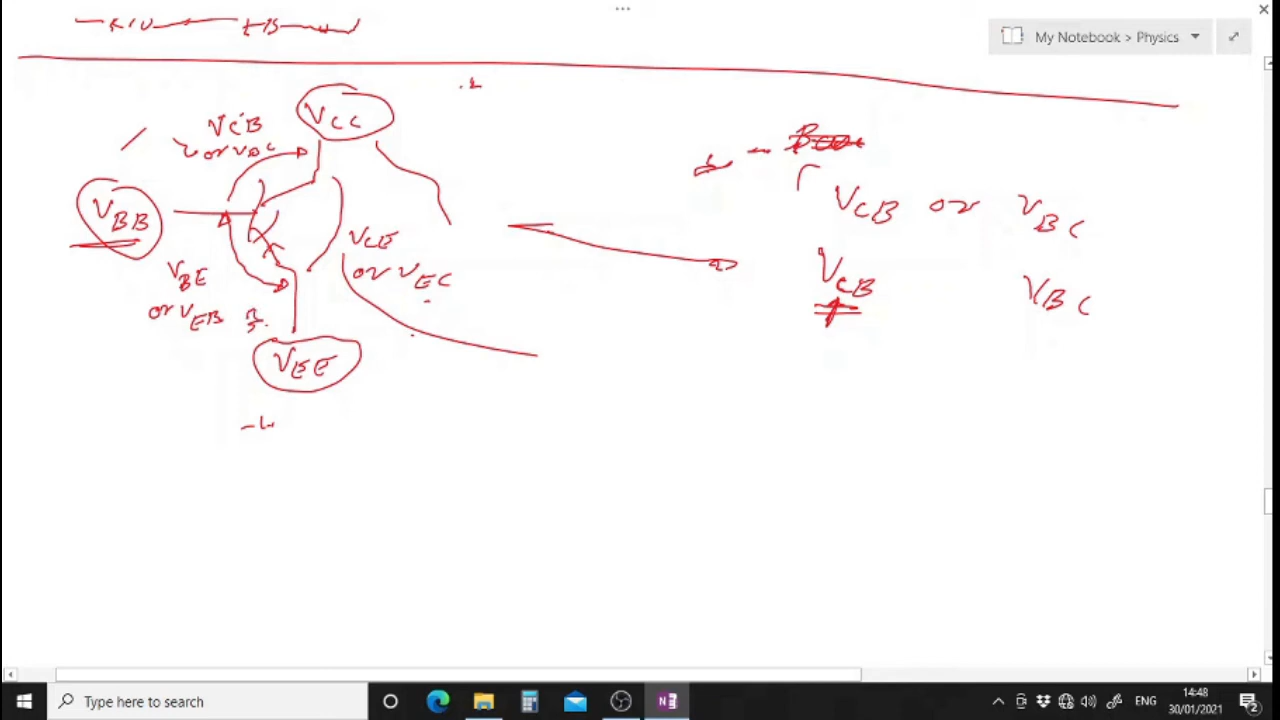 My Notebook > Physics
VCC
VCB
or VBC
VBB
VCB or VBC
VCE
or VEC
VBE
or VEB
VCB VBC
VEE
Type here to search
ENG
14:48
30/01/2021
2